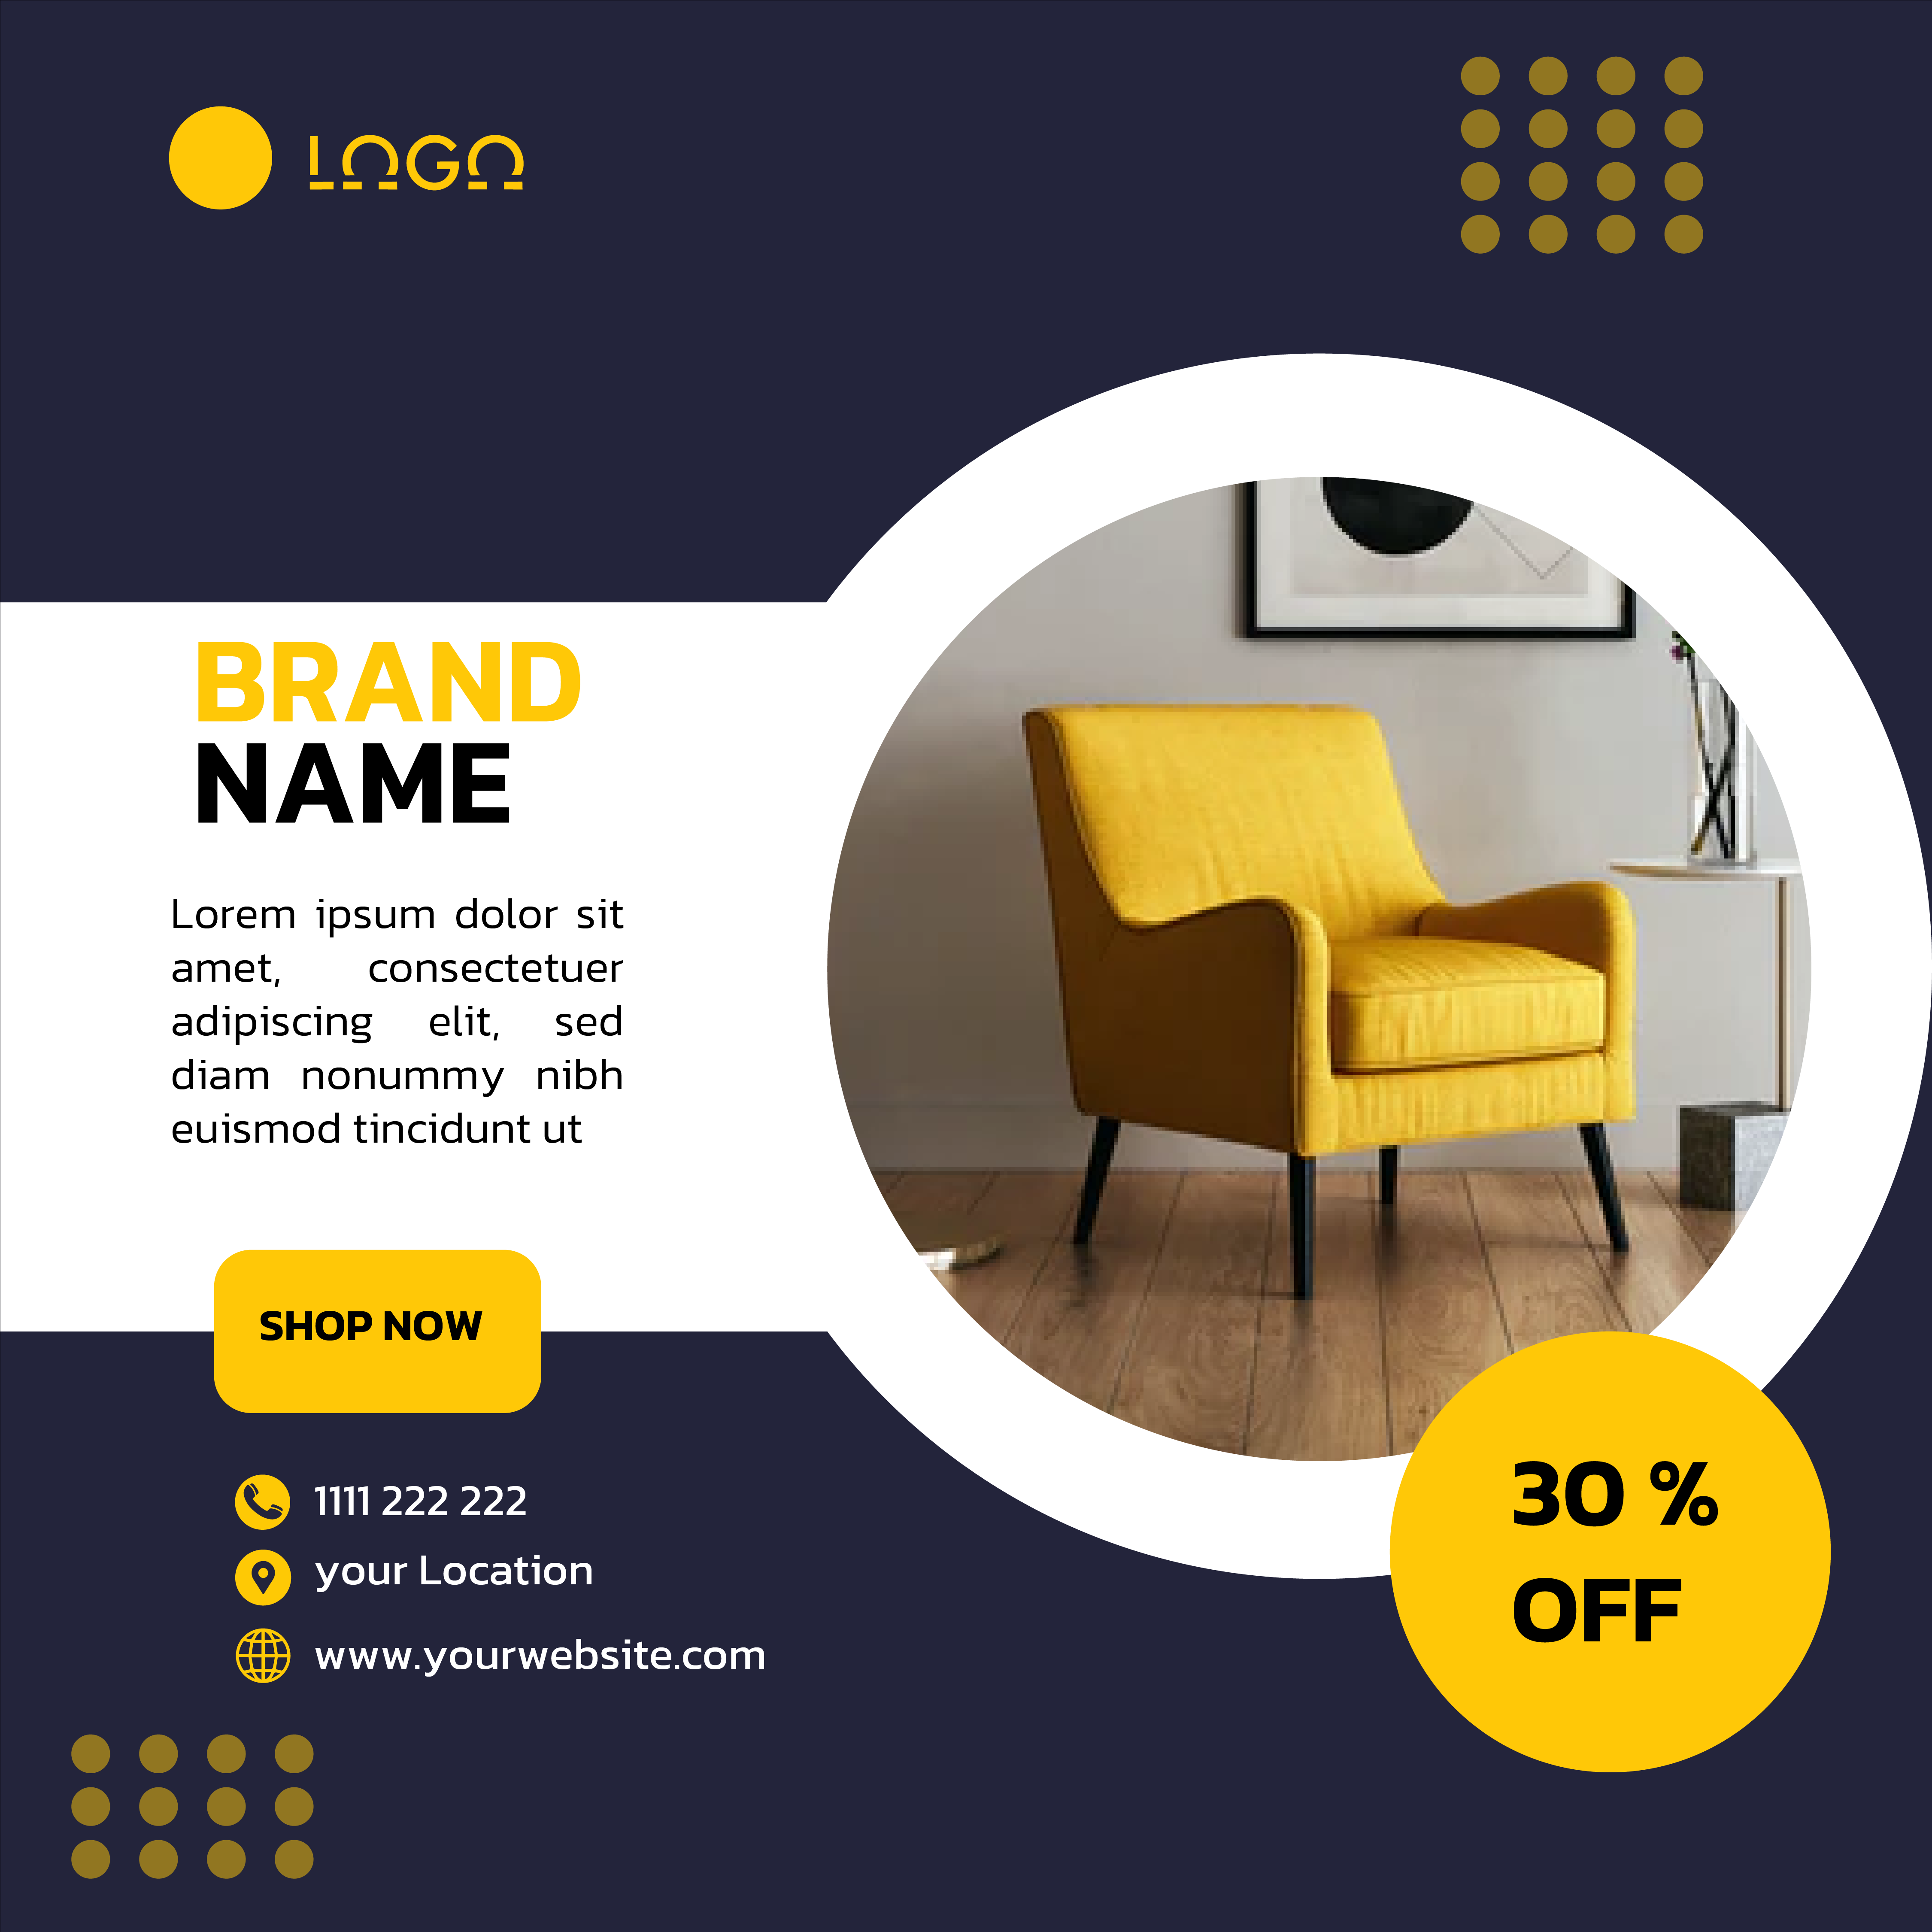 LOGO
BRAND
NAME
Lorem ipsum dolor sit
amet, consectetuer
adipiscing elit, sed
diam nonummy nibh
euismod tincidunt ut
SHOP NOW
1111 222 222
your Location
www.yourwebsite.com
30 %
OFF